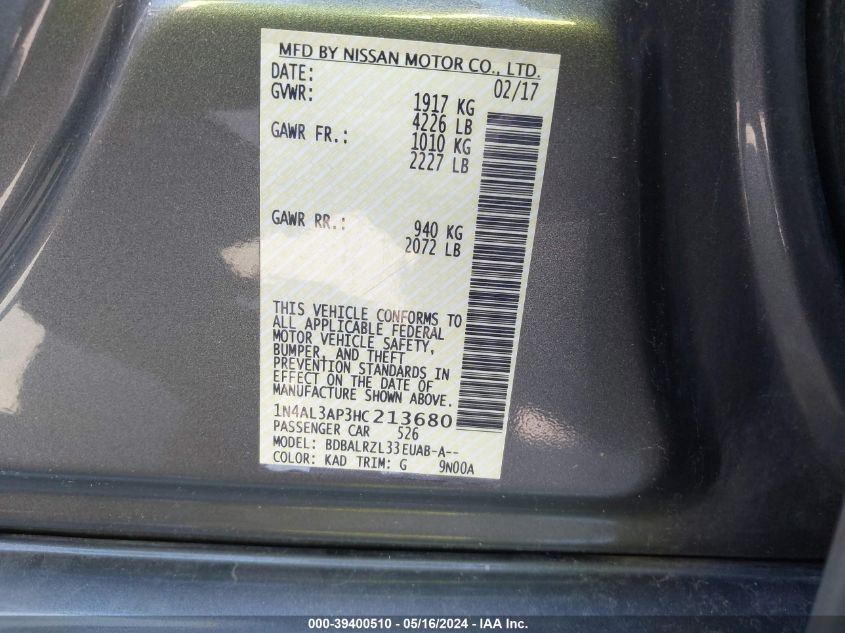 MFD BY NISSAN MOTOR CO., LTD.
DATE: 02/17
GVWR: 1917 KG
4226 LB
GAWR FR.: 1010 KG
2227 LB
GAWR RR.: 940 KG
2072 LB
THIS VEHICLE CONFORMS TO
ALL APPLICABLE FEDERAL
MOTOR VEHICLE SAFETY,
BUMPER, AND THEFT
PREVENTION STANDARDS IN
EFFECT ON THE DATE OF
MANUFACTURE SHOWN ABOVE.
1N4AL3AP3HC213680
PASSENGER CAR 526
MODEL: BDBALRZL33EUAB-A--
COLOR: KAD TRIM: G 9N00A
000-39400510 - 05/16/2024 - IAA Inc.